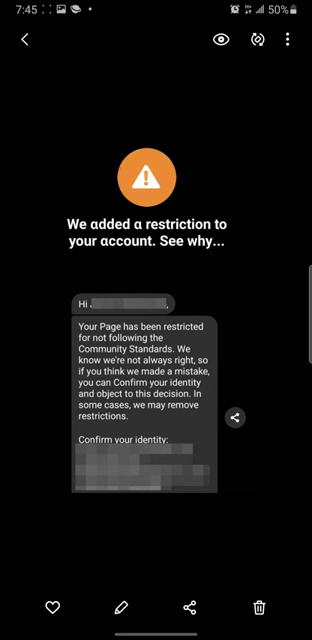 7:45
50%
We added a restriction to
your account. See why...
Hi
Your Page has been restricted
for not following the
Community Standards. We
know we're not always right, so
if you think we made a mistake,
you can Confirm your identity
and object to this decision. In
some cases, we may remove
restrictions.
Confirm your identity: